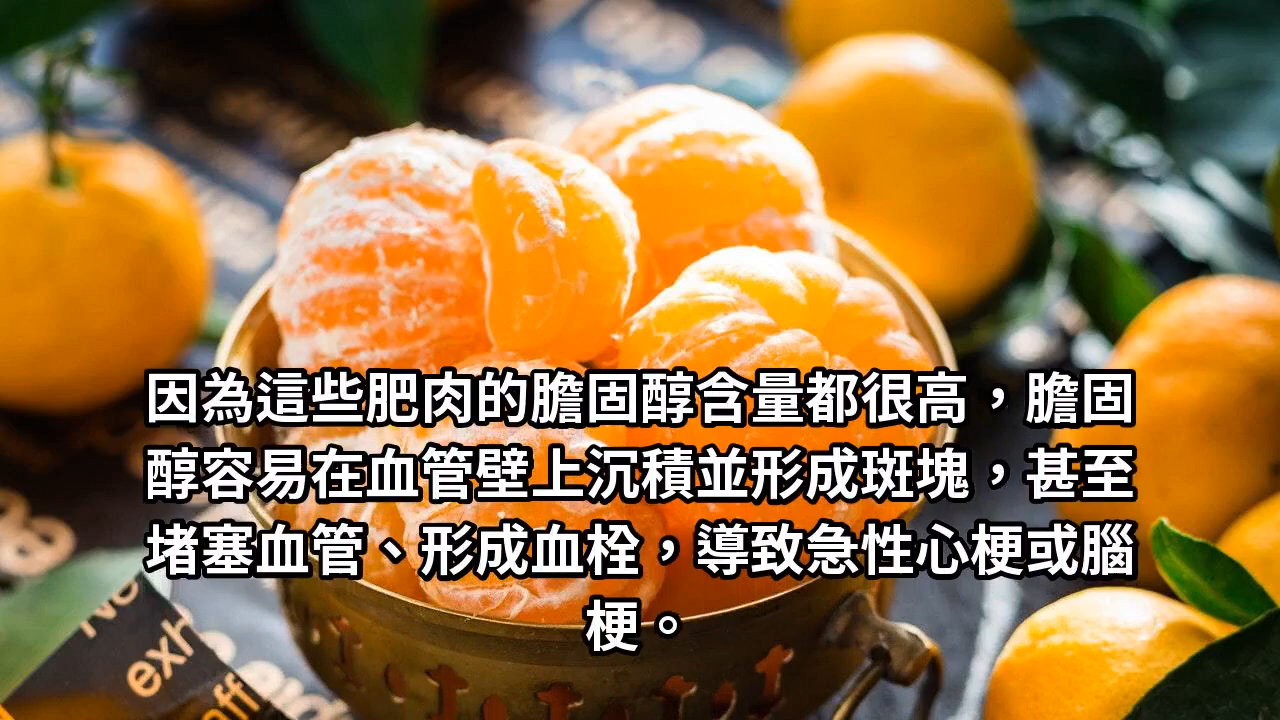 因為這些肥肉的膽固醇含量都很高，膽固
醇容易在血管壁上沉積並形成斑塊，甚至
堵塞血管、形成血栓，導致急性心梗或腦
梗。
exh